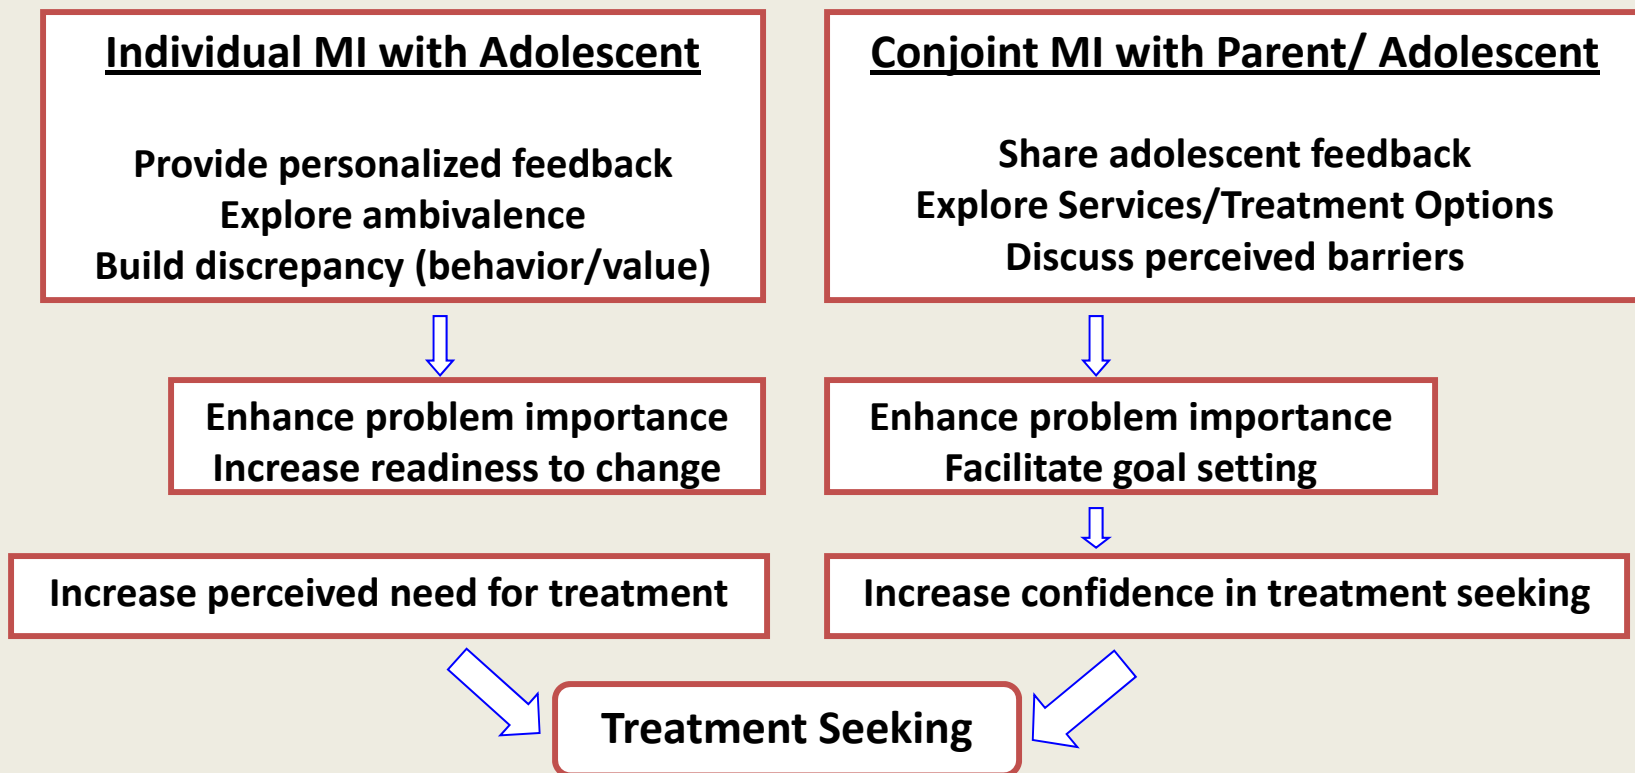 Individual MI with Adolescent
Provide personalized feedback
Explore ambivalence
Build discrepancy (behavior/value)
Conjoint MI with Parent/ Adolescent
Share adolescent feedback
Explore Services/Treatment Options
Discuss perceived barriers
Enhance problem importance
Increase readiness to change
Enhance problem importance
Facilitate goal setting
Increase perceived need for treatment
Increase confidence in treatment seeking
Treatment Seeking